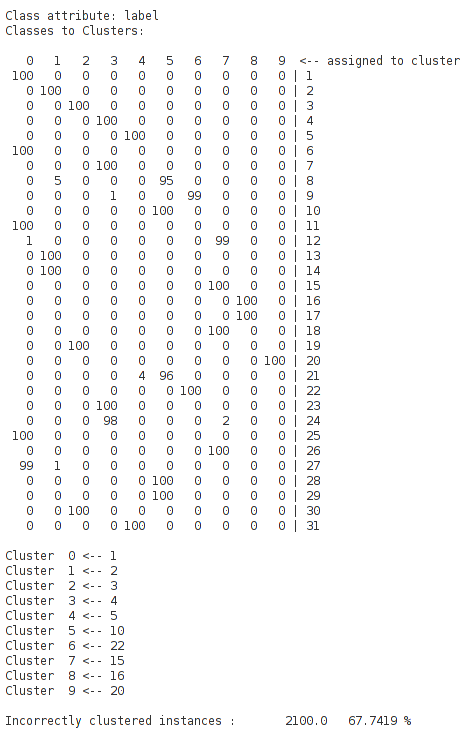 Class attribute: label
Classes to Clusters:
0 1 2 3 4 5 6 7 8 9 <-- assigned to cluster
100 0 0 0 0 0 0 0 0 0 | 1
0 100 0 0 0 0 0 0 0 0 | 2
0 0 100 0 0 0 0 0 0 0 | 3
0 0 0 100 0 0 0 0 0 0 | 4
0 0 0 0 100 0 0 0 0 0 | 5
100 0 0 0 0 0 0 0 0 0 | 6
0 0 0 100 0 0 0 0 0 0 | 7
0 5 0 0 0 95 0 0 0 0 | 8
0 0 0 1 0 0 99 0 0 0 | 9
0 0 0 0 0 100 0 0 0 0 | 10
100 0 0 0 0 0 0 0 0 0 | 11
1 0 0 0 0 0 0 99 0 0 | 12
0 100 0 0 0 0 0 0 0 0 | 13
0 100 0 0 0 0 0 0 0 0 | 14
0 0 0 0 0 0 0 100 0 0 | 15
0 0 0 0 0 0 0 0 100 0 | 16
0 0 0 0 0 0 0 0 100 0 | 17
0 0 0 0 0 0 0 100 0 0 | 18
0 0 100 0 0 0 0 0 0 0 | 19
0 0 0 0 0 0 0 0 0 100 | 20
0 0 0 0 4 96 0 0 0 0 | 21
0 0 0 0 0 0 100 0 0 0 | 22
0 0 0 100 0 0 0 0 0 0 | 23
0 0 0 98 0 0 0 2 0 0 | 24
100 0 0 0 0 0 0 0 0 0 | 25
0 0 0 0 0 0 0 100 0 0 | 26
99 1 0 0 0 0 0 0 0 0 | 27
0 0 0 0 0 100 0 0 0 0 | 28
0 0 0 0 0 100 0 0 0 0 | 29
0 0 100 0 0 0 0 0 0 0 | 30
0 0 0 0 100 0 0 0 0 0 | 31
Cluster 0 <-- 1
Cluster 1 <-- 2
Cluster 2 <-- 3
Cluster 3 <-- 4
Cluster 4 <-- 5
Cluster 5 <-- 10
Cluster 6 <-- 22
Cluster 7 <-- 15
Cluster 8 <-- 16
Cluster 9 <-- 20
Incorrectly clustered instances : 2100.0 67.7419 %